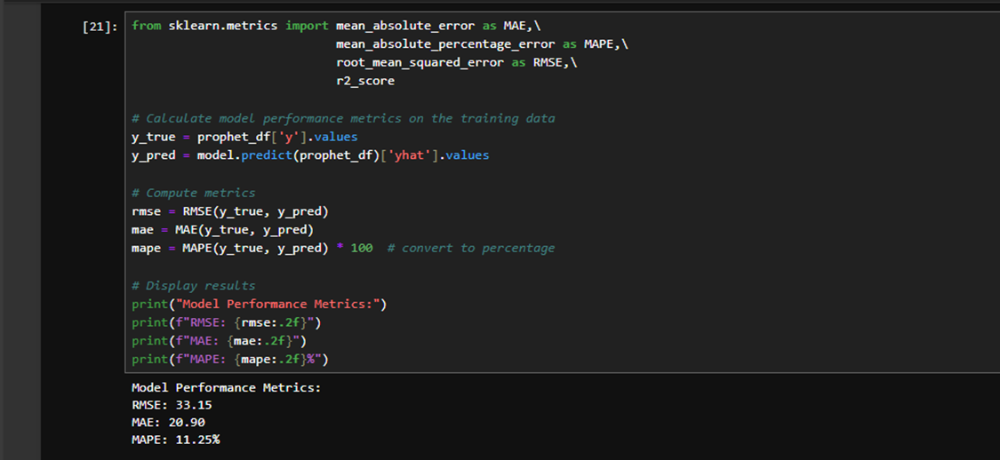 [21]: from sklearn.metrics import mean_absolute_error as MAE,\
mean_absolute_percentage_error as MAPE,\
root_mean_squared_error as RMSE,\
r2_score
# Calculate model performance metrics on the training data
y_true = prophet_df['y'].values
y_pred = model.predict(prophet_df)['yhat'].values
# Compute metrics
rmse = RMSE(y_true, y_pred)
mae = MAE(y_true, y_pred)
mape = MAPE(y_true, y_pred) * 100  # convert to percentage
# Display results
print("Model Performance Metrics:")
print(f"RMSE: {rmse:.2f}")
print(f"MAE: {mae:.2f}")
print(f"MAPE: {mape:.2f}%")
Model Performance Metrics:
RMSE: 33.15
MAE: 20.90
MAPE: 11.25%